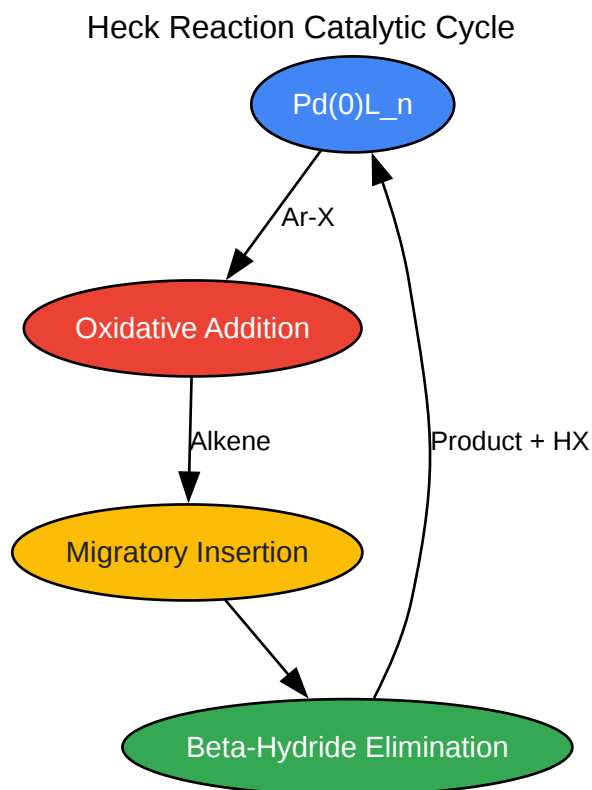 Heck Reaction Catalytic Cycle
Pd(0)L_n
Ar-X
Oxidative Addition
Alkene
Product + HX
Migratory Insertion
Beta-Hydride Elimination